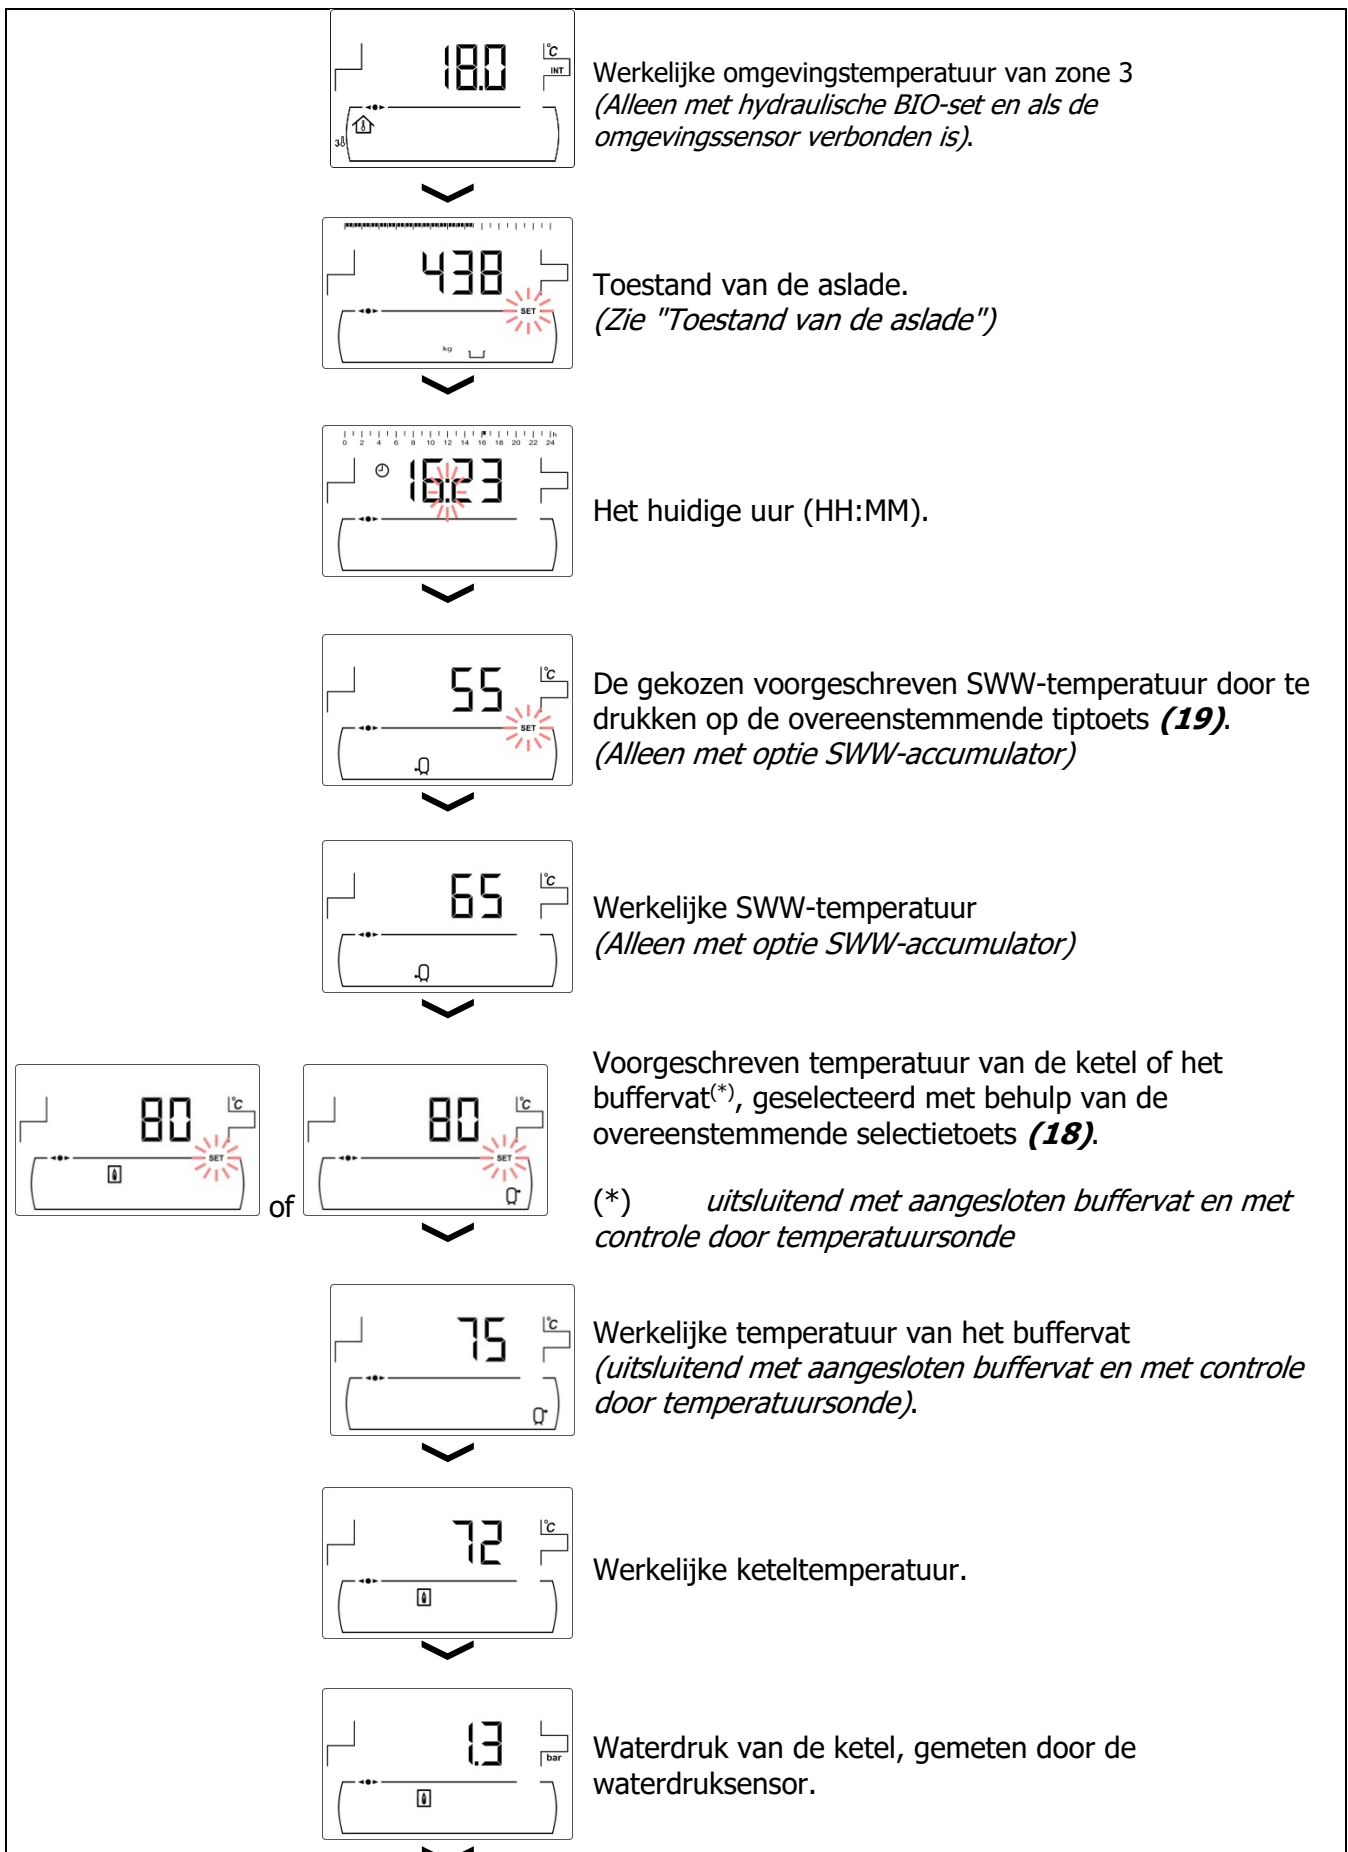 18.0
°C
INT
3
Werkelijke omgevingstemperatuur van zone 3
(Alleen met hydraulische BIO-set en als de
omgevingssensor verbonden is).
438
SET
kg
Toestand van de aslade.
(Zie "Toestand van de aslade")
0 2 4 6 8 10 12 14 16 18 20 22 24
h
16:23
Het huidige uur (HH:MM).
55
°C
SET
De gekozen voorgeschreven SWW-temperatuur door te
drukken op de overeenstemmende tiptoets (19).
(Alleen met optie SWW-accumulator)
65
°C
Werkelijke SWW-temperatuur
(Alleen met optie SWW-accumulator)
80
°C
SET
of
80
°C
SET
Voorgeschreven temperatuur van de ketel of het
buffervat(*), geselecteerd met behulp van de
overeenstemmende selectietoets (18).
(*) uitsluitend met aangesloten buffervat en met
controle door temperatuursonde
75
°C
Werkelijke temperatuur van het buffervat
(uitsluitend met aangesloten buffervat en met controle
door temperatuursonde).
72
°C
Werkelijke keteltemperatuur.
1.3
bar
Waterdruk van de ketel, gemeten door de
waterdruksensor.